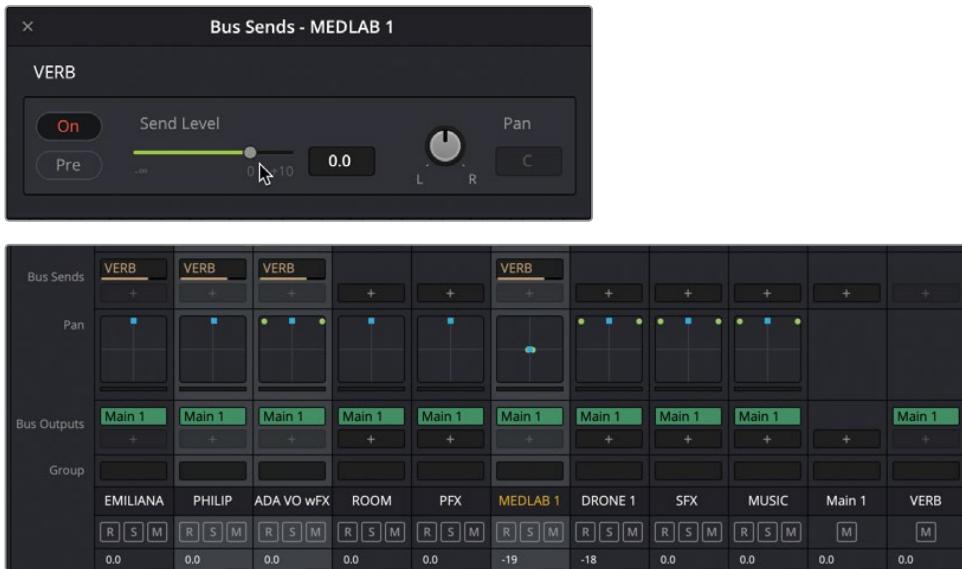 × Bus Sends - MEDLAB 1
VERB
On Send Level Pan
Pre -∞ 0 +10 0.0 L R C
Bus Sends VERB VERB VERB VERB
+ + + + + + + + + + +
Pan
Bus Outputs Main 1 Main 1 Main 1 Main 1 Main 1 Main 1 Main 1 Main 1 Main 1 Main 1
+ + + + + + + + + + +
Group
EMILIANA PHILIP ADA VO wFX ROOM PFX MEDLAB 1 DRONE 1 SFX MUSIC Main 1 VERB
R S M R S M R S M R S M R S M R S M R S M R S M R S M M M
0.0 0.0 0.0 0.0 0.0 -19 -18 0.0 0.0 0.0 0.0